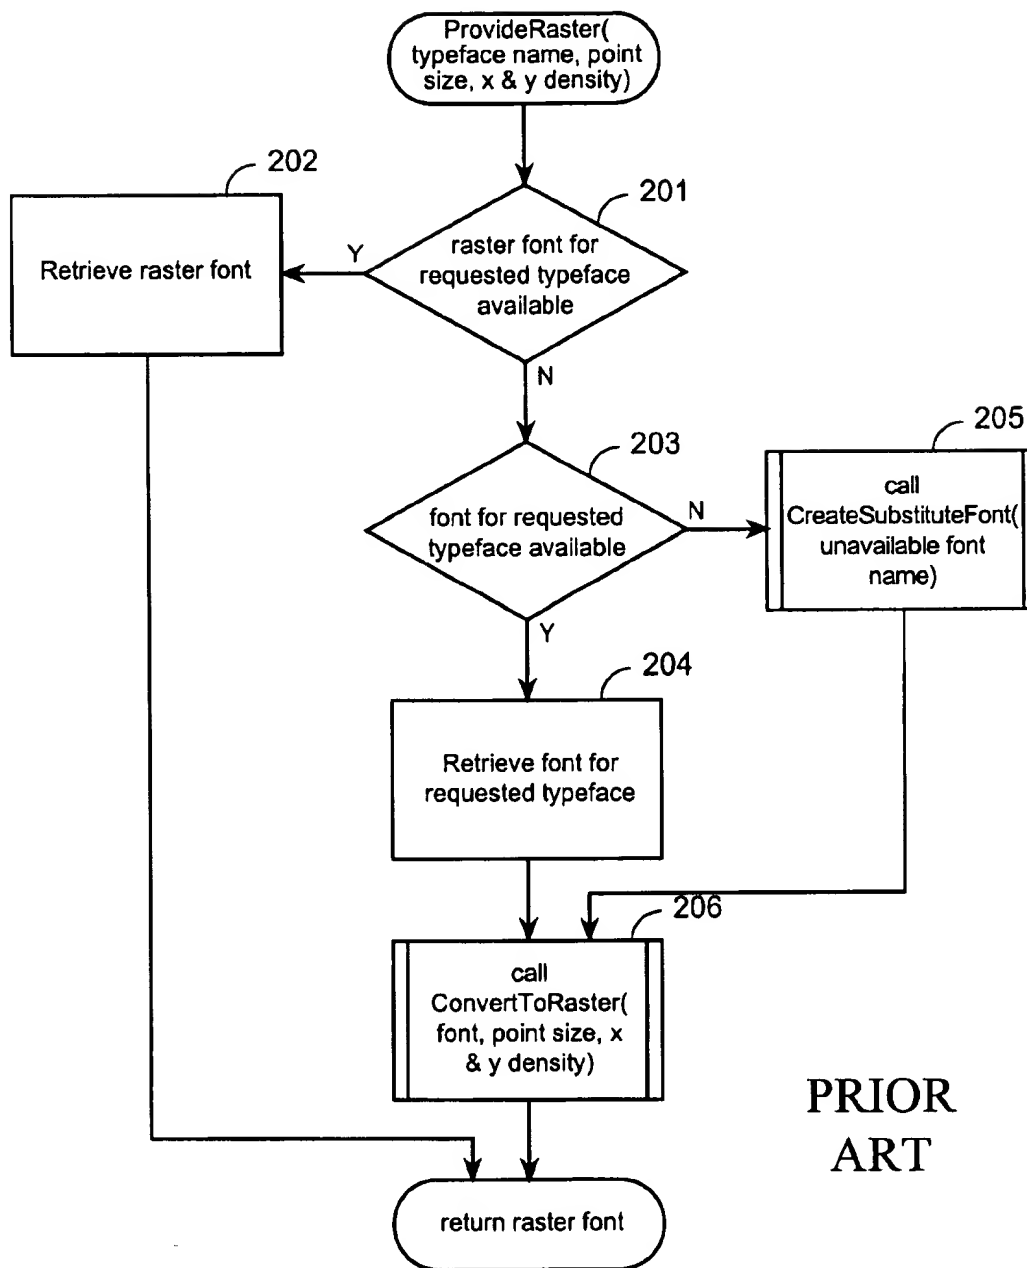 ProvideRaster(
typeface name, point
size, x & y density)
202
201
Y
raster font for
requested typeface
available
Retrieve raster font
N
205
203
call
CreateSubstituteFont(
unavailable font
name)
N
font for requested
typeface available
Y
204
Retrieve font for
requested typeface
206
call
ConvertToRaster(
font, point size, x
& y density)
PRIOR
ART
return raster font